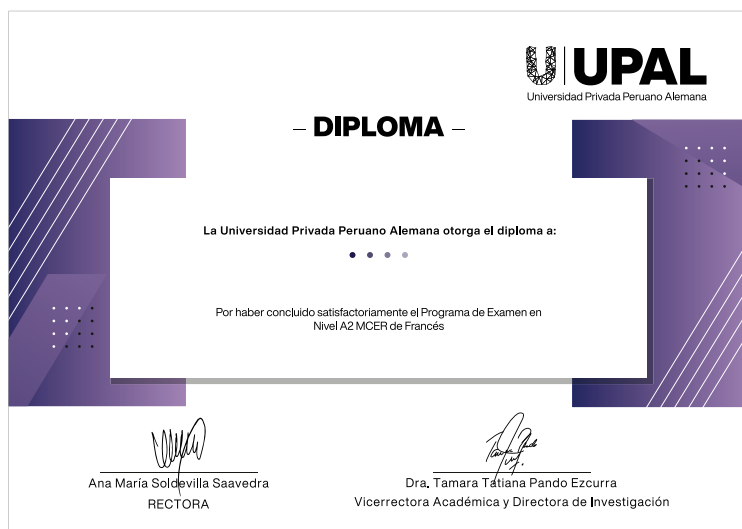 UPAL
Universidad Privada Peruano Alemana
– DIPLOMA –
La Universidad Privada Peruano Alemana otorga el diploma a:
Por haber concluido satisfactoriamente el Programa de Examen en
Nivel A2 MCER de Francés
Ana María Soldevilla Saavedra
RECTORA
Dra. Tamara Tatiana Pando Ezcurra
Vicerrectora Académica y Directora de Investigación